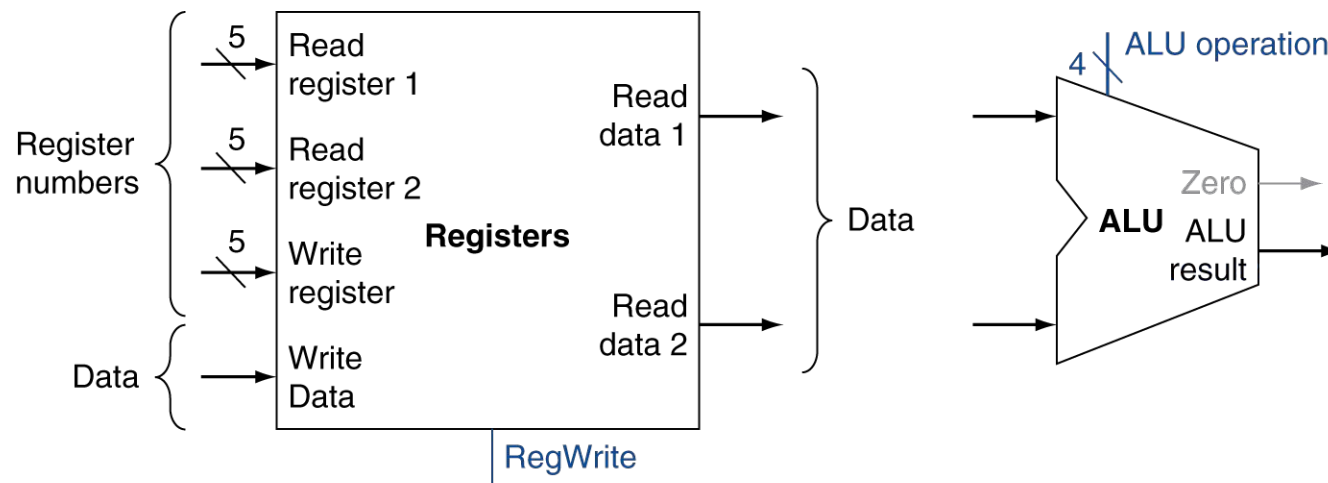 Register
numbers
Data
5
Read
register 1
5
Read
register 2
5
Write
register
Write
Data
Registers
Read
data 1
Read
data 2
RegWrite
Data
4
ALU operation
ALU
Zero
ALU
result